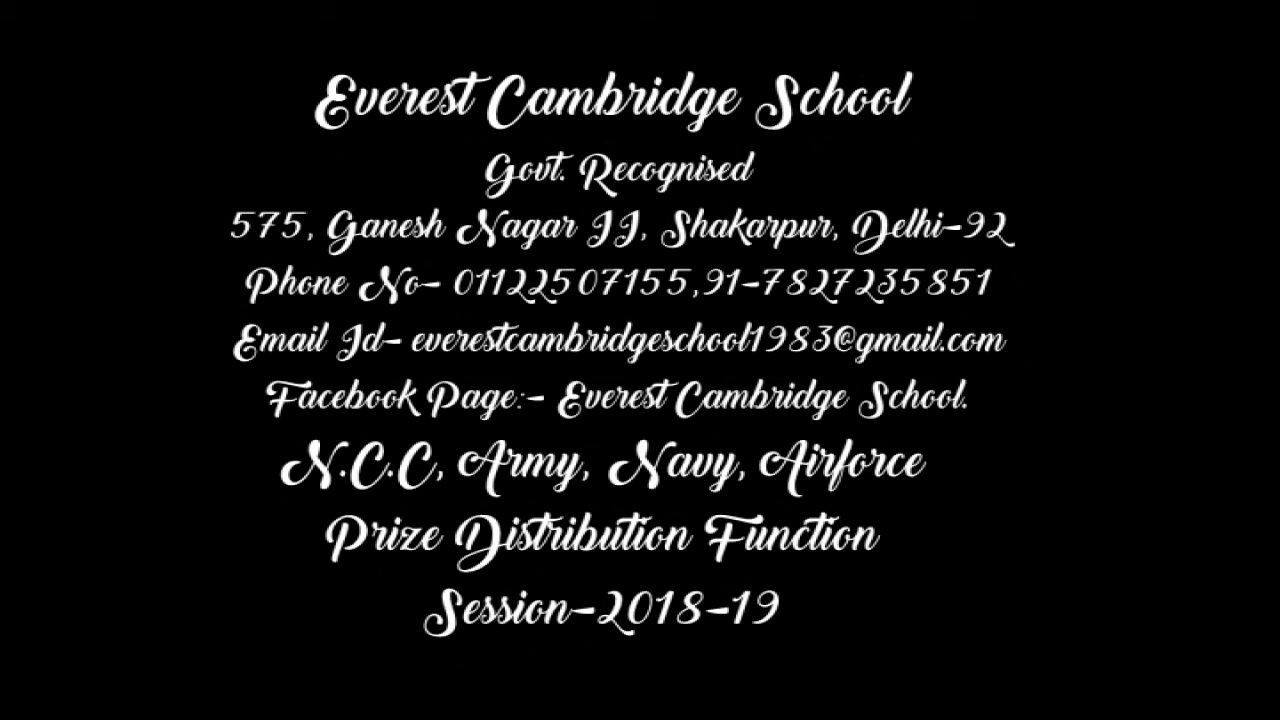 Everest Cambridge School
Govt. Recognised
575, Ganesh Nagar II, Shakarpur, Delhi-92
Phone No- 01122507155,91-7827235851
Email Id- everestcambridgeschool1983@gmail.com
Facebook Page:- Everest Cambridge School.
N.C.C, Army, Navy, Airforce
Prize Distribution Function
Session-2018-19